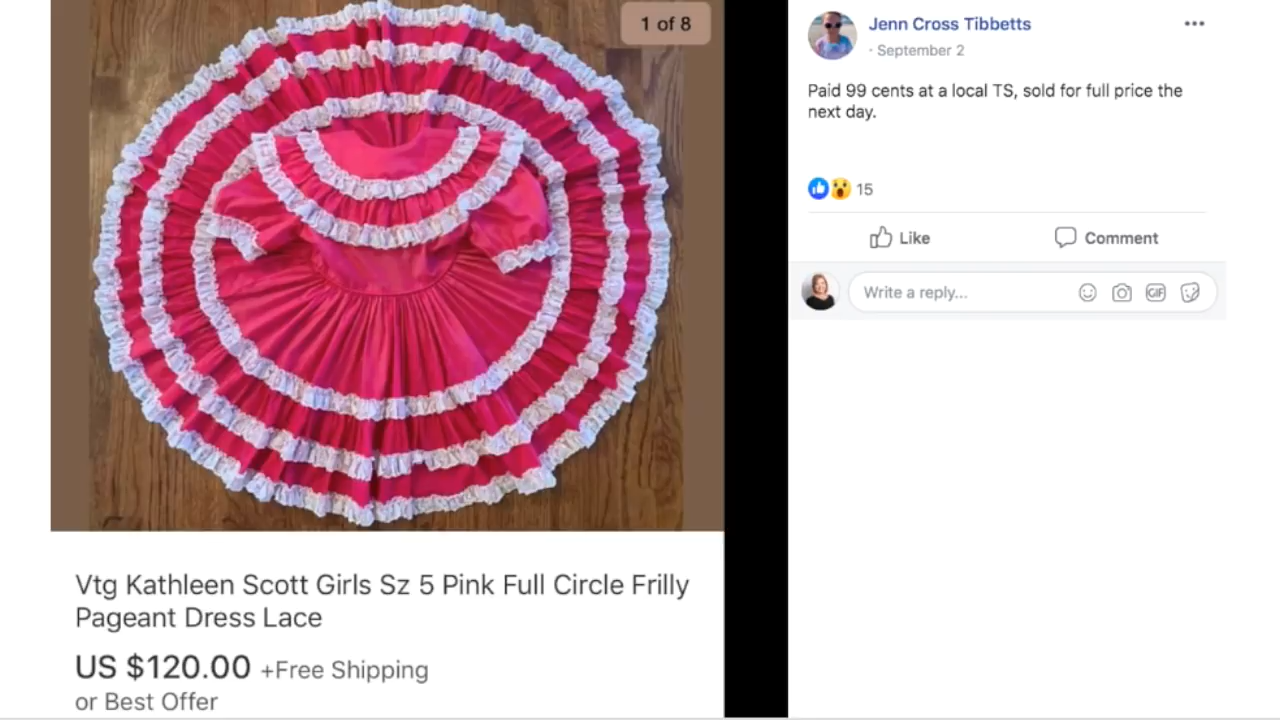 1 of 8
Vtg Kathleen Scott Girls Sz 5 Pink Full Circle Frilly
Pageant Dress Lace
US $120.00 +Free Shipping
or Best Offer
Jenn Cross Tibbetts
· September 2
Paid 99 cents at a local TS, sold for full price the
next day.
15
Like Comment
Write a reply...
GIF